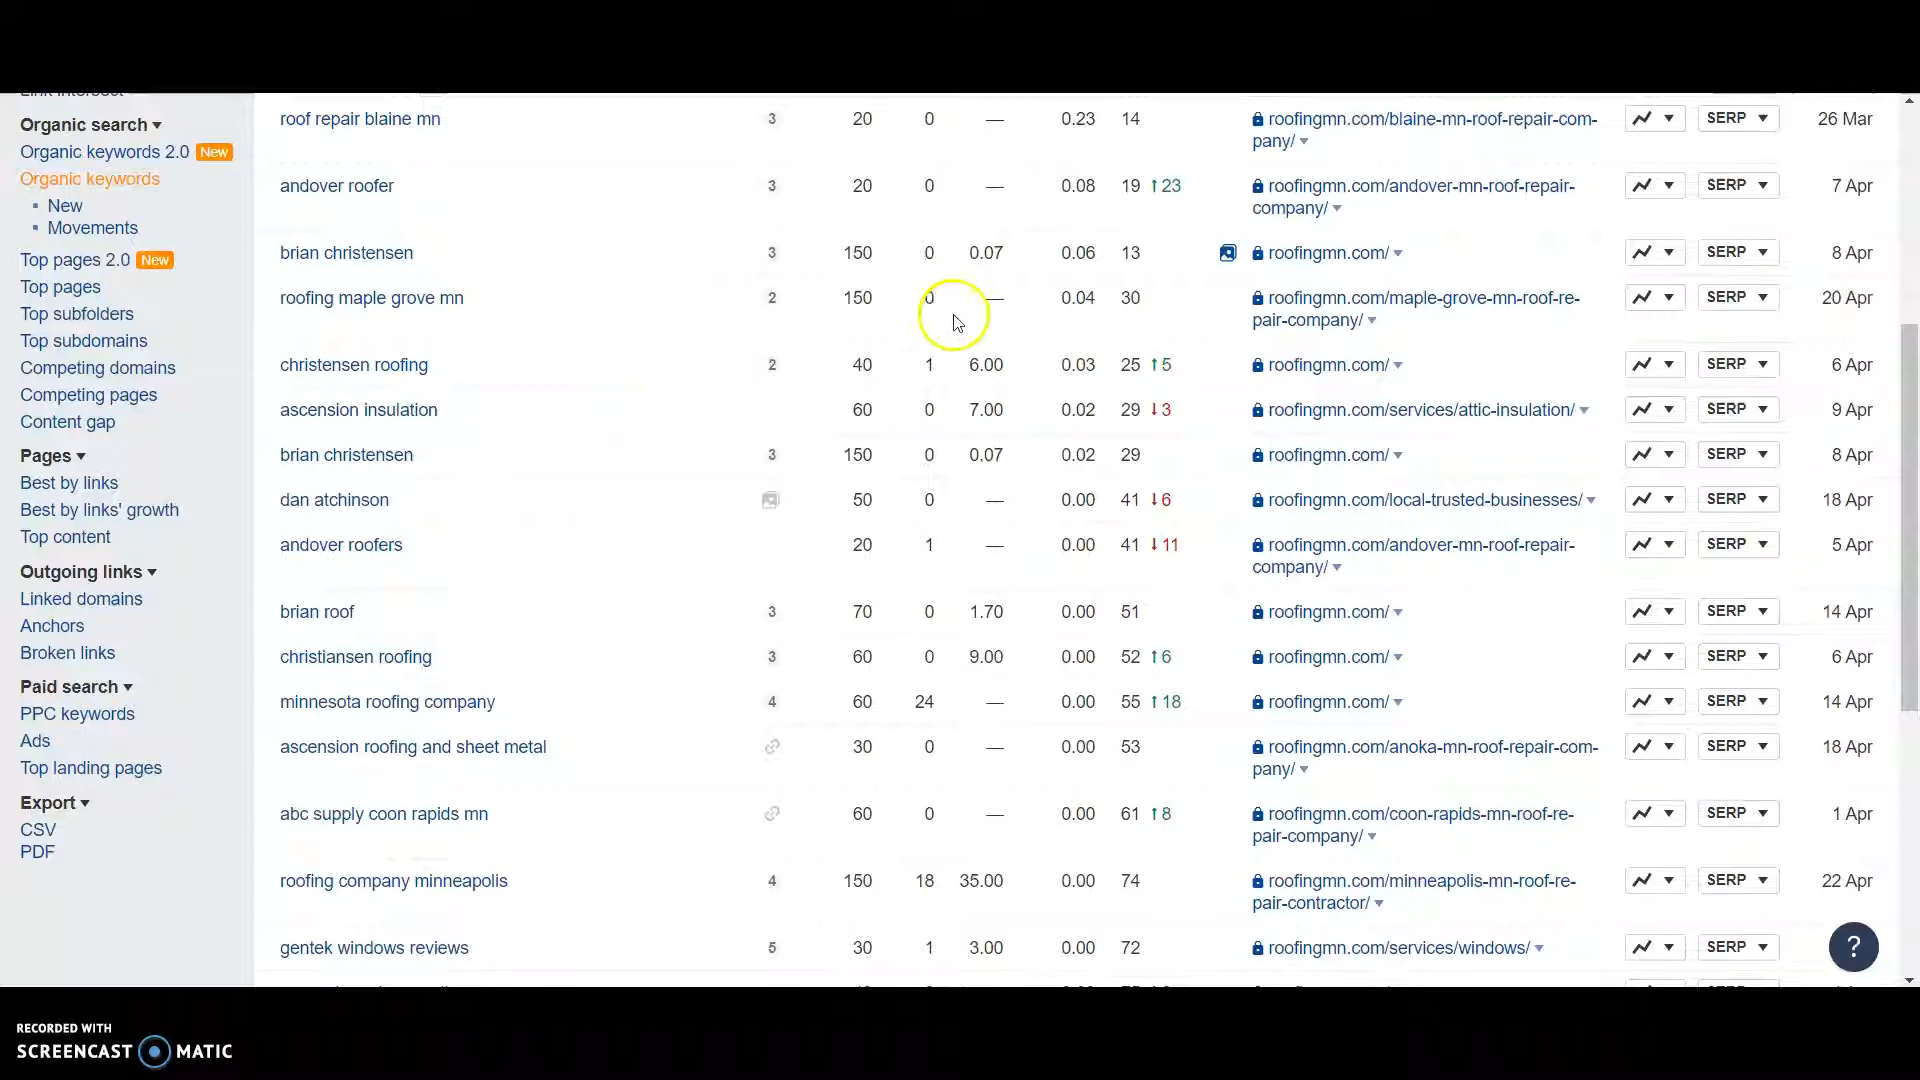 Organic search
Organic keywords 2.0 New
Organic keywords
New
Movements
Top pages 2.0 New
Top pages
Top subfolders
Top subdomains
Competing domains
Competing pages
Content gap
Pages
Best by links
Best by links' growth
Top content
Outgoing links
Linked domains
Anchors
Broken links
Paid search
PPC keywords
Ads
Top landing pages
Export
CSV
PDF
roof repair blaine mn 3 20 0 — 0.23 14 roofingmn.com/blaine-mn-roof-repair-com- SERP 26 Mar
pany/
andover roofer 3 20 0 — 0.08 19 ↑23 roofingmn.com/andover-mn-roof-repair- SERP 7 Apr
company/
brian christensen 3 150 0 0.07 0.06 13 roofingmn.com/ SERP 8 Apr
roofing maple grove mn 2 150 0 — 0.04 30 roofingmn.com/maple-grove-mn-roof-re- SERP 20 Apr
pair-company/
christensen roofing 2 40 1 6.00 0.03 25 ↑5 roofingmn.com/ SERP 6 Apr
ascension insulation 60 0 7.00 0.02 29 ↓3 roofingmn.com/services/attic-insulation/ SERP 9 Apr
brian christensen 3 150 0 0.07 0.02 29 roofingmn.com/ SERP 8 Apr
dan atchinson 50 0 — 0.00 41 ↓6 roofingmn.com/local-trusted-businesses/ SERP 18 Apr
andover roofers 20 1 — 0.00 41 ↓11 roofingmn.com/andover-mn-roof-repair- SERP 5 Apr
company/
brian roof 3 70 0 1.70 0.00 51 roofingmn.com/ SERP 14 Apr
christiansen roofing 3 60 0 9.00 0.00 52 ↑6 roofingmn.com/ SERP 6 Apr
minnesota roofing company 4 60 24 — 0.00 55 ↑18 roofingmn.com/ SERP 14 Apr
ascension roofing and sheet metal 30 0 — 0.00 53 roofingmn.com/anoka-mn-roof-repair-com- SERP 18 Apr
pany/
abc supply coon rapids mn 60 0 — 0.00 61 ↑8 roofingmn.com/coon-rapids-mn-roof-re- SERP 1 Apr
pair-company/
roofing company minneapolis 4 150 18 35.00 0.00 74 roofingmn.com/minneapolis-mn-roof-re- SERP 22 Apr
pair-contractor/
gentek windows reviews 5 30 1 3.00 0.00 72 roofingmn.com/services/windows/ SERP
?
RECORDED WITH
SCREENCAST MATIC